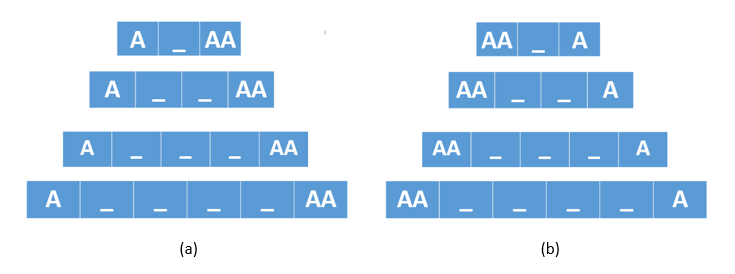 A _ AA
AA _ A
A _ _ AA
AA _ _ A
A _ _ _ AA
AA _ _ _ A
A _ _ _ _ AA
AA _ _ _ _ A
(a)
(b)